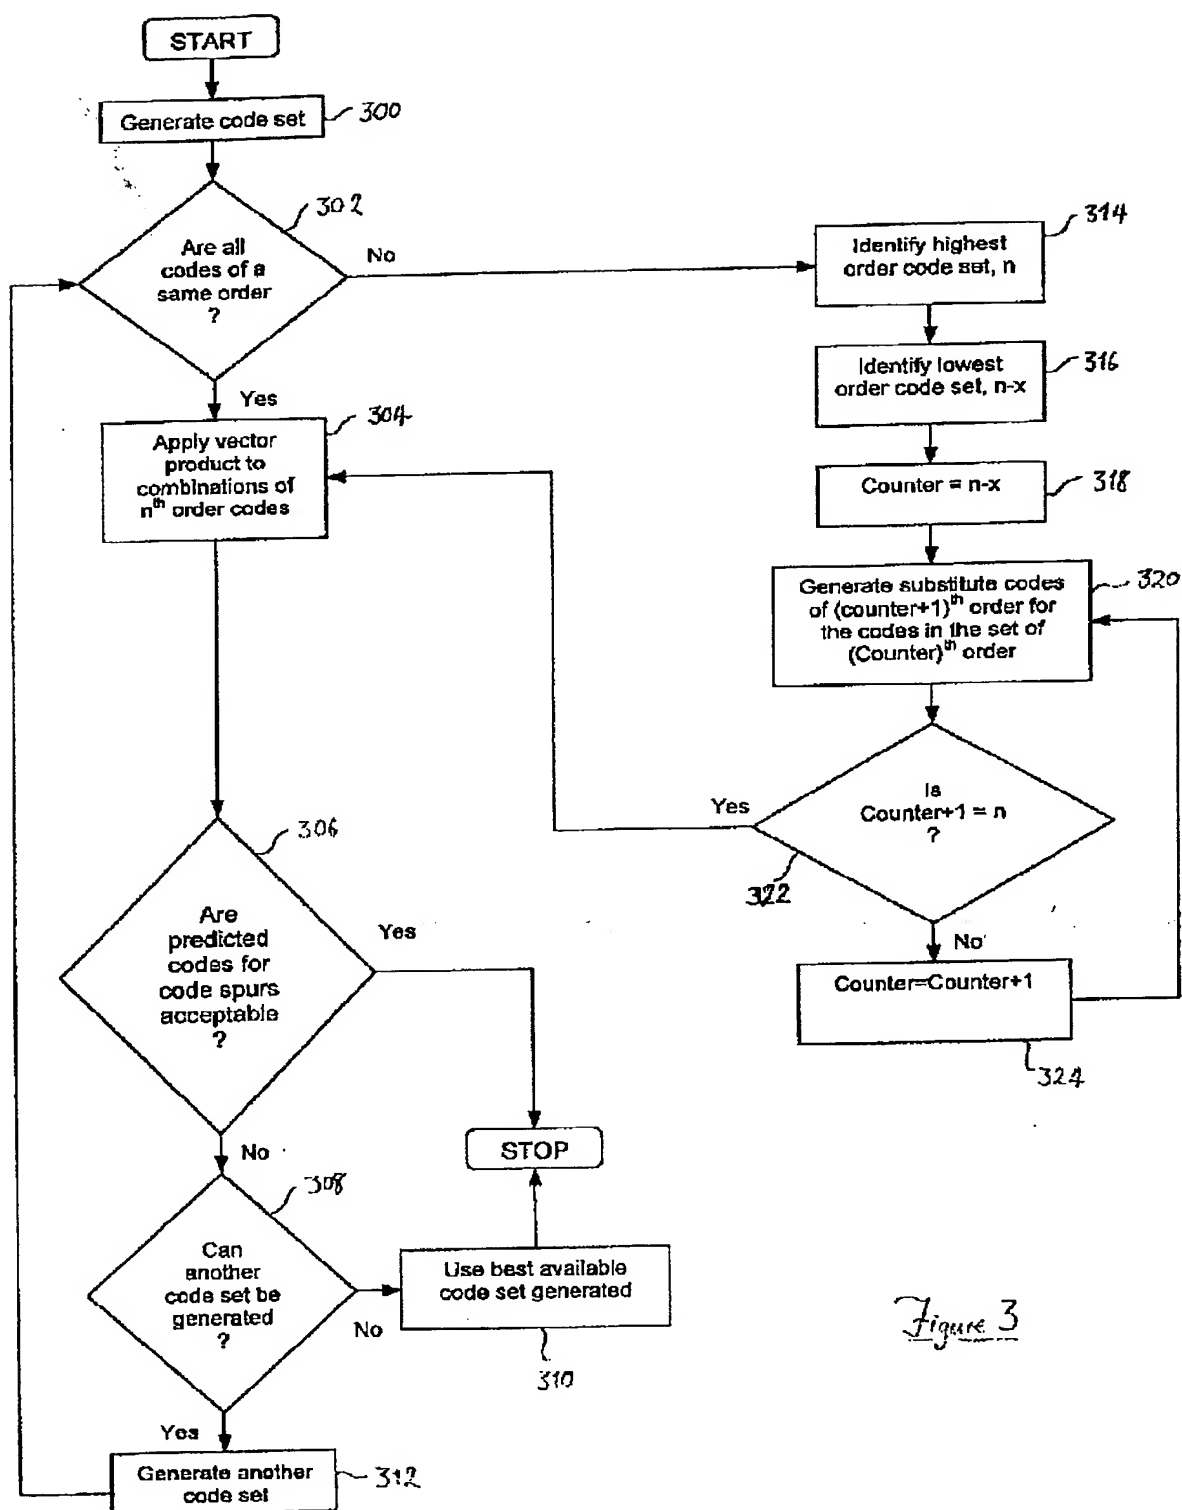 START
Generate code set
300
302
Are all
codes of a
same order
?
No
Yes
304
Apply vector
product to
combinations of
nth order codes
306
Are
predicted
codes for
code spurs
acceptable
?
Yes
No
STOP
308
Can
another
code set be
generated
?
No
Yes
Use best available
code set generated
310
Generate another
code set
312
314
Identify highest
order code set, n
316
Identify lowest
order code set, n-x
Counter = n-x
318
320
Generate substitute codes
of (counter+1)th order for
the codes in the set of
(Counter)th order
Is
Counter+1 = n
?
Yes
322
No
Counter=Counter+1
324
Figure 3